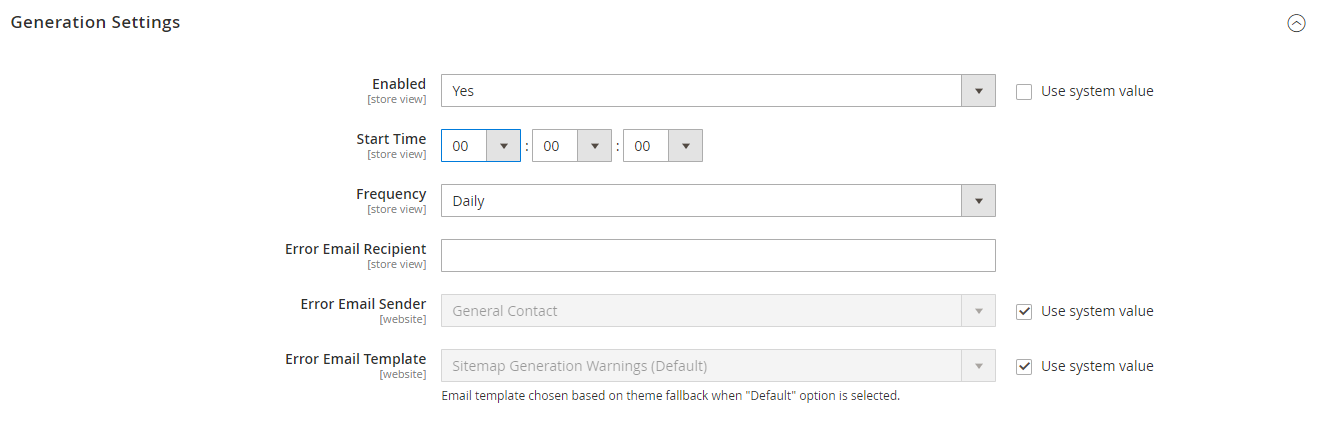 Generation Settings
Enabled
[store view]
Yes
Use system value
Start Time
[store view]
00 : 00 : 00
Frequency
[store view]
Daily
Error Email Recipient
[store view]
Error Email Sender
[website]
General Contact
Use system value
Error Email Template
[website]
Sitemap Generation Warnings (Default)
Use system value
Email template chosen based on theme fallback when "Default" option is selected.